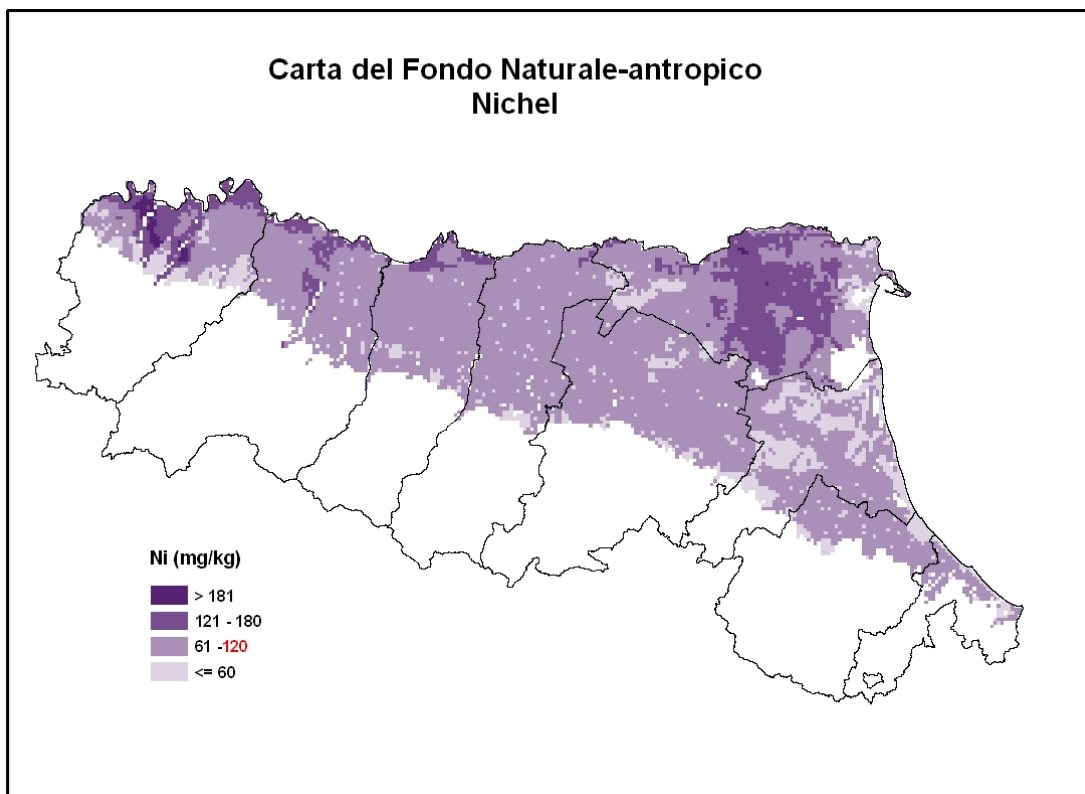 Carta del Fondo Naturale-antropico
Nichel
Ni (mg/kg)
> 181
121 - 180
61 -120
<= 60